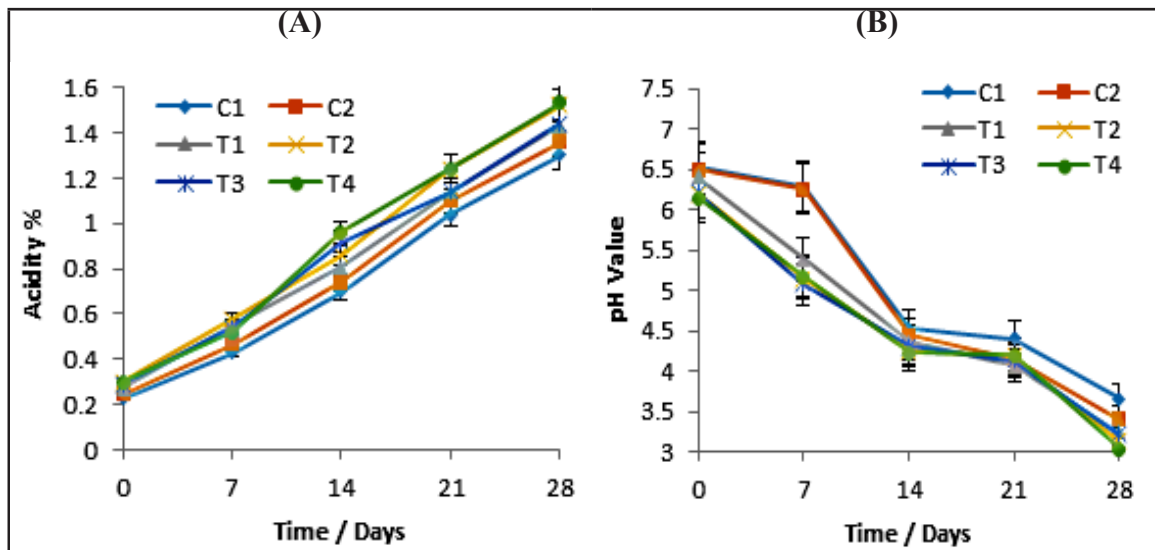 (A)
1.6
1.4
1.2
1
0.8
0.6
0.4
0.2
0
Acidity %
C1 C2
T1 T2
T3 T4
0 7 14 21 28
Time / Days
(B)
7.5
7
6.5
6
5.5
5
4.5
4
3.5
3
pH Value
C1 C2
T1 T2
T3 T4
0 7 14 21 28
Time / Days